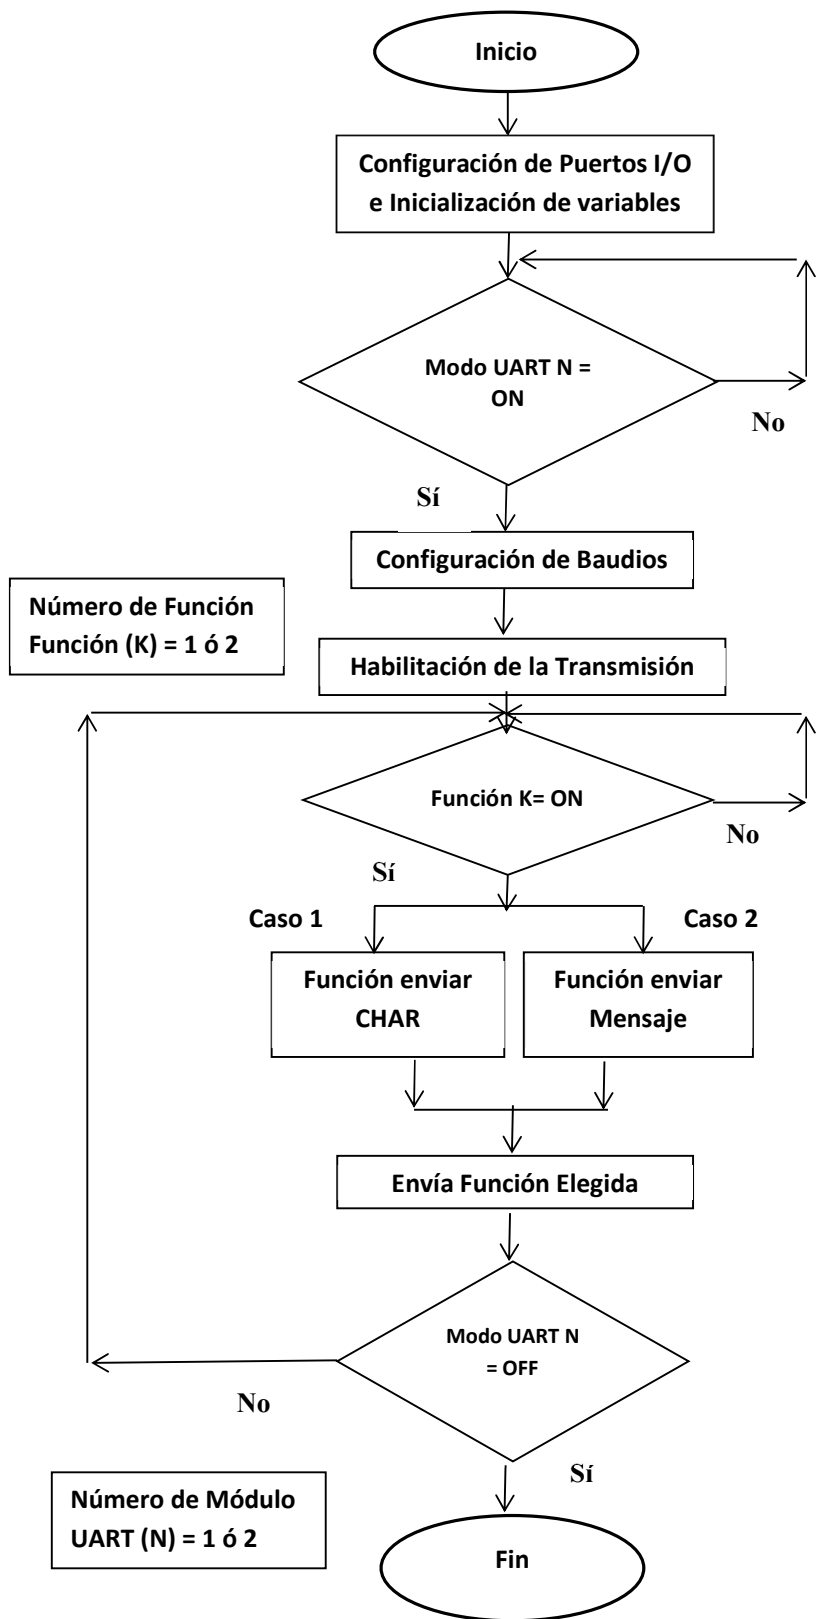 Inicio
Configuración de Puertos I/O
e Inicialización de variables
Modo UART N =
ON
No
Sí
Configuración de Baudios
Número de Función
Función (K) = 1 ó 2
Habilitación de la Transmisión
Función K= ON
No
Sí
Caso 1
Caso 2
Función enviar
CHAR
Función enviar
Mensaje
Envía Función Elegida
Modo UART N
= OFF
No
Sí
Número de Módulo
UART (N) = 1 ó 2
Fin